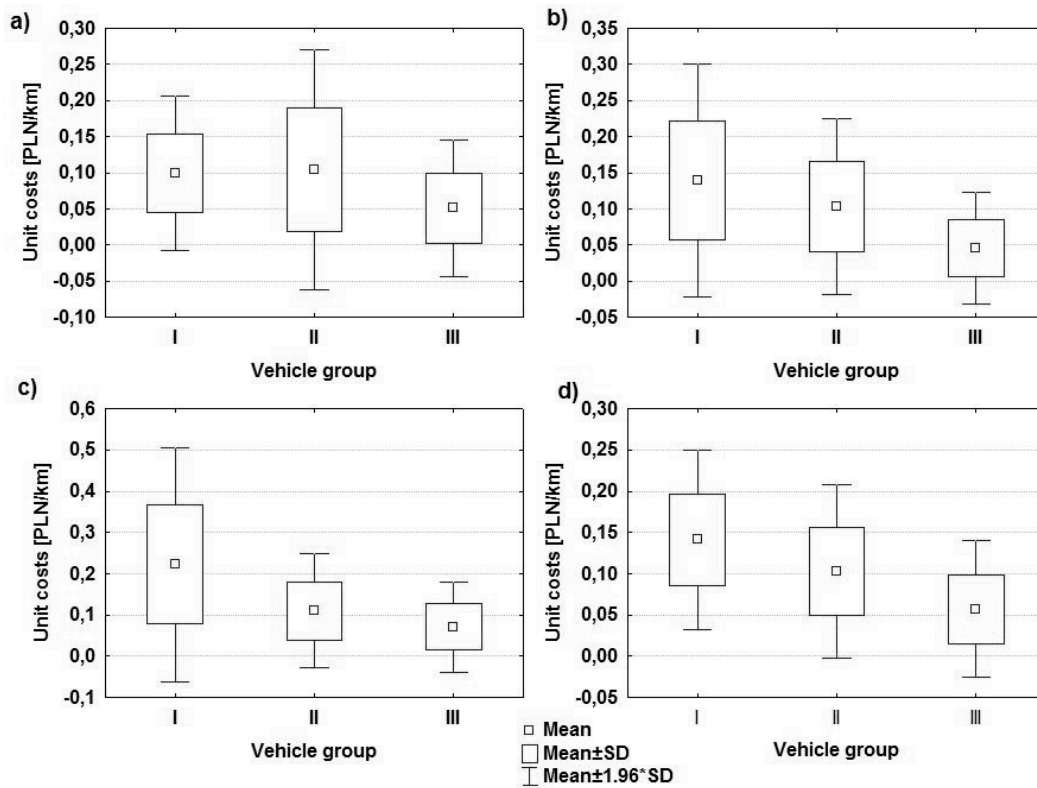 a)
Unit costs [PLN/km]
0,30
0,25
0,20
0,15
0,10
0,05
0,00
-0,05
-0,10
I II III
Vehicle group
b)
Unit costs [PLN/km]
0,35
0,30
0,25
0,20
0,15
0,10
0,05
0,00
-0,05
I II III
Vehicle group
c)
Unit costs [PLN/km]
0,6
0,5
0,4
0,3
0,2
0,1
0,0
-0,1
I II III
Vehicle group
d)
Unit costs [PLN/km]
0,30
0,25
0,20
0,15
0,10
0,05
0,00
-0,05
I II III
Vehicle group
Mean
Mean±SD
Mean±1.96*SD